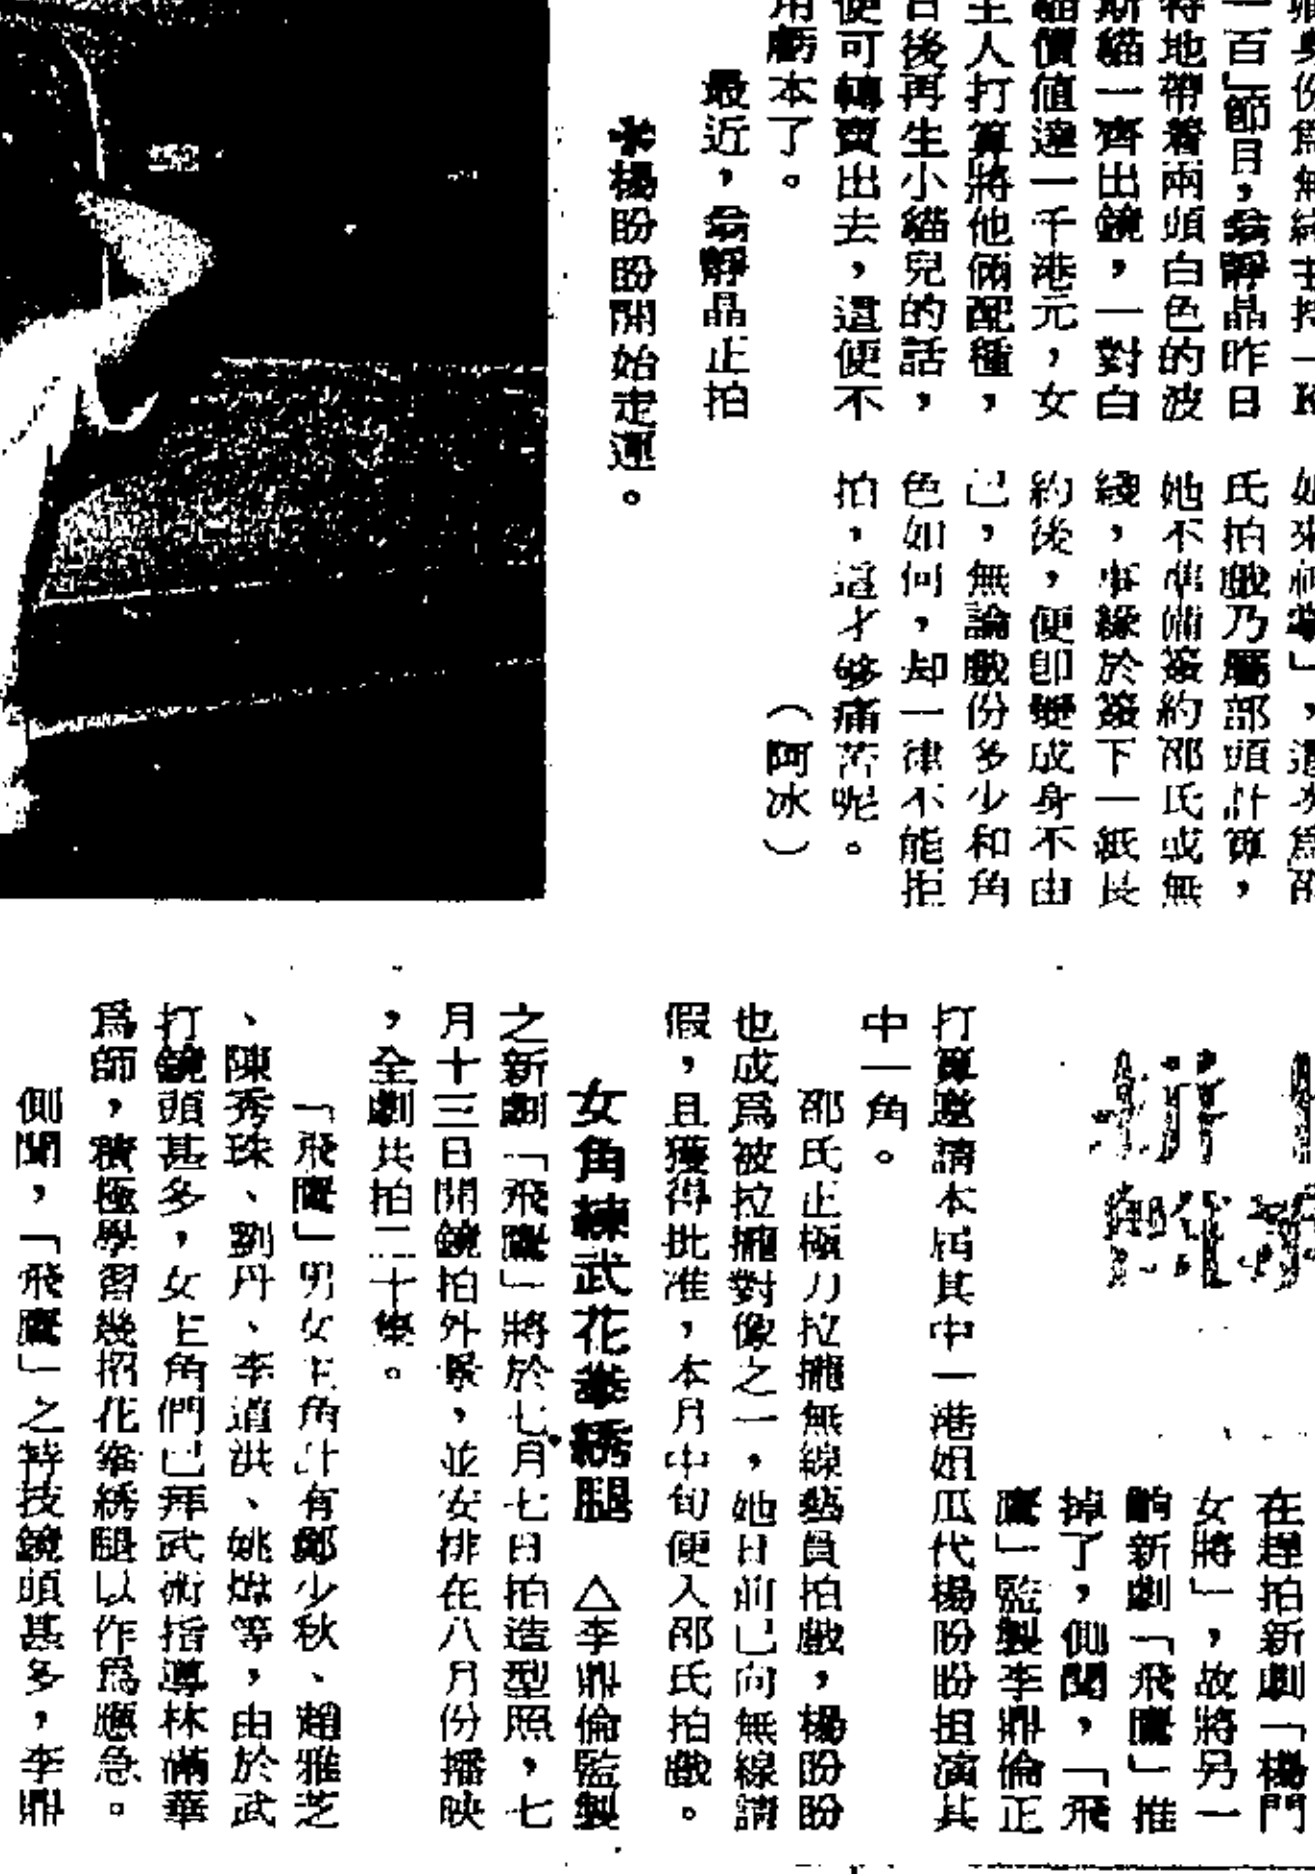 一百」節目，翁靜晶昨日
特地帶着兩頭白色的波
斯貓一齊出鏡，一對白
貓價值達一千港元，女
主人打算將他倆配種，
日後再生小貓兒的話，
便可轉賣出去，這便不
用虧本了。
最近，翁靜晶正拍
氏拍戲乃屬部頭計算，
她不準備簽約邵氏或無
綫，事緣於簽下一紙長
約後，便即變成身不由
己，無論戲份多少和角
色如何，却一律不能拒
拍，這才够痛苦呢。
（阿冰）
楊盼盼開始走運。
在趕拍新劇「楊門
女將」，故將另一
齣新劇「飛鷹」推
掉了，側聞，「飛
鷹」監製李鼎倫正
打算邀請本屆其中一港姐瓜代楊盼盼担演其
中一角。
邵氏正極力拉攏無線藝員拍戲，楊盼盼
也成爲被拉攏對像之一，她日前已向無線請
假，且獲得批准，本月中旬便入邵氏拍戲。
女角練武花拳綉腿　△李鼎倫監製
之新劇「飛鷹」將於七月七日拍造型照，七
月十三日開鏡拍外景，並安排在八月份播映
，全劇共拍二十集。
「飛鷹」男女主角計有鄭少秋、趙雅芝
、陳秀珠、劉丹、李道洪、姚煒等，由於武
打鏡頭甚多，女主角們已拜武術指導林滿華
爲師，積極學習幾招花拳綉腿以作爲應急。
側聞，「飛鷹」之特技鏡頭甚多，李鼎